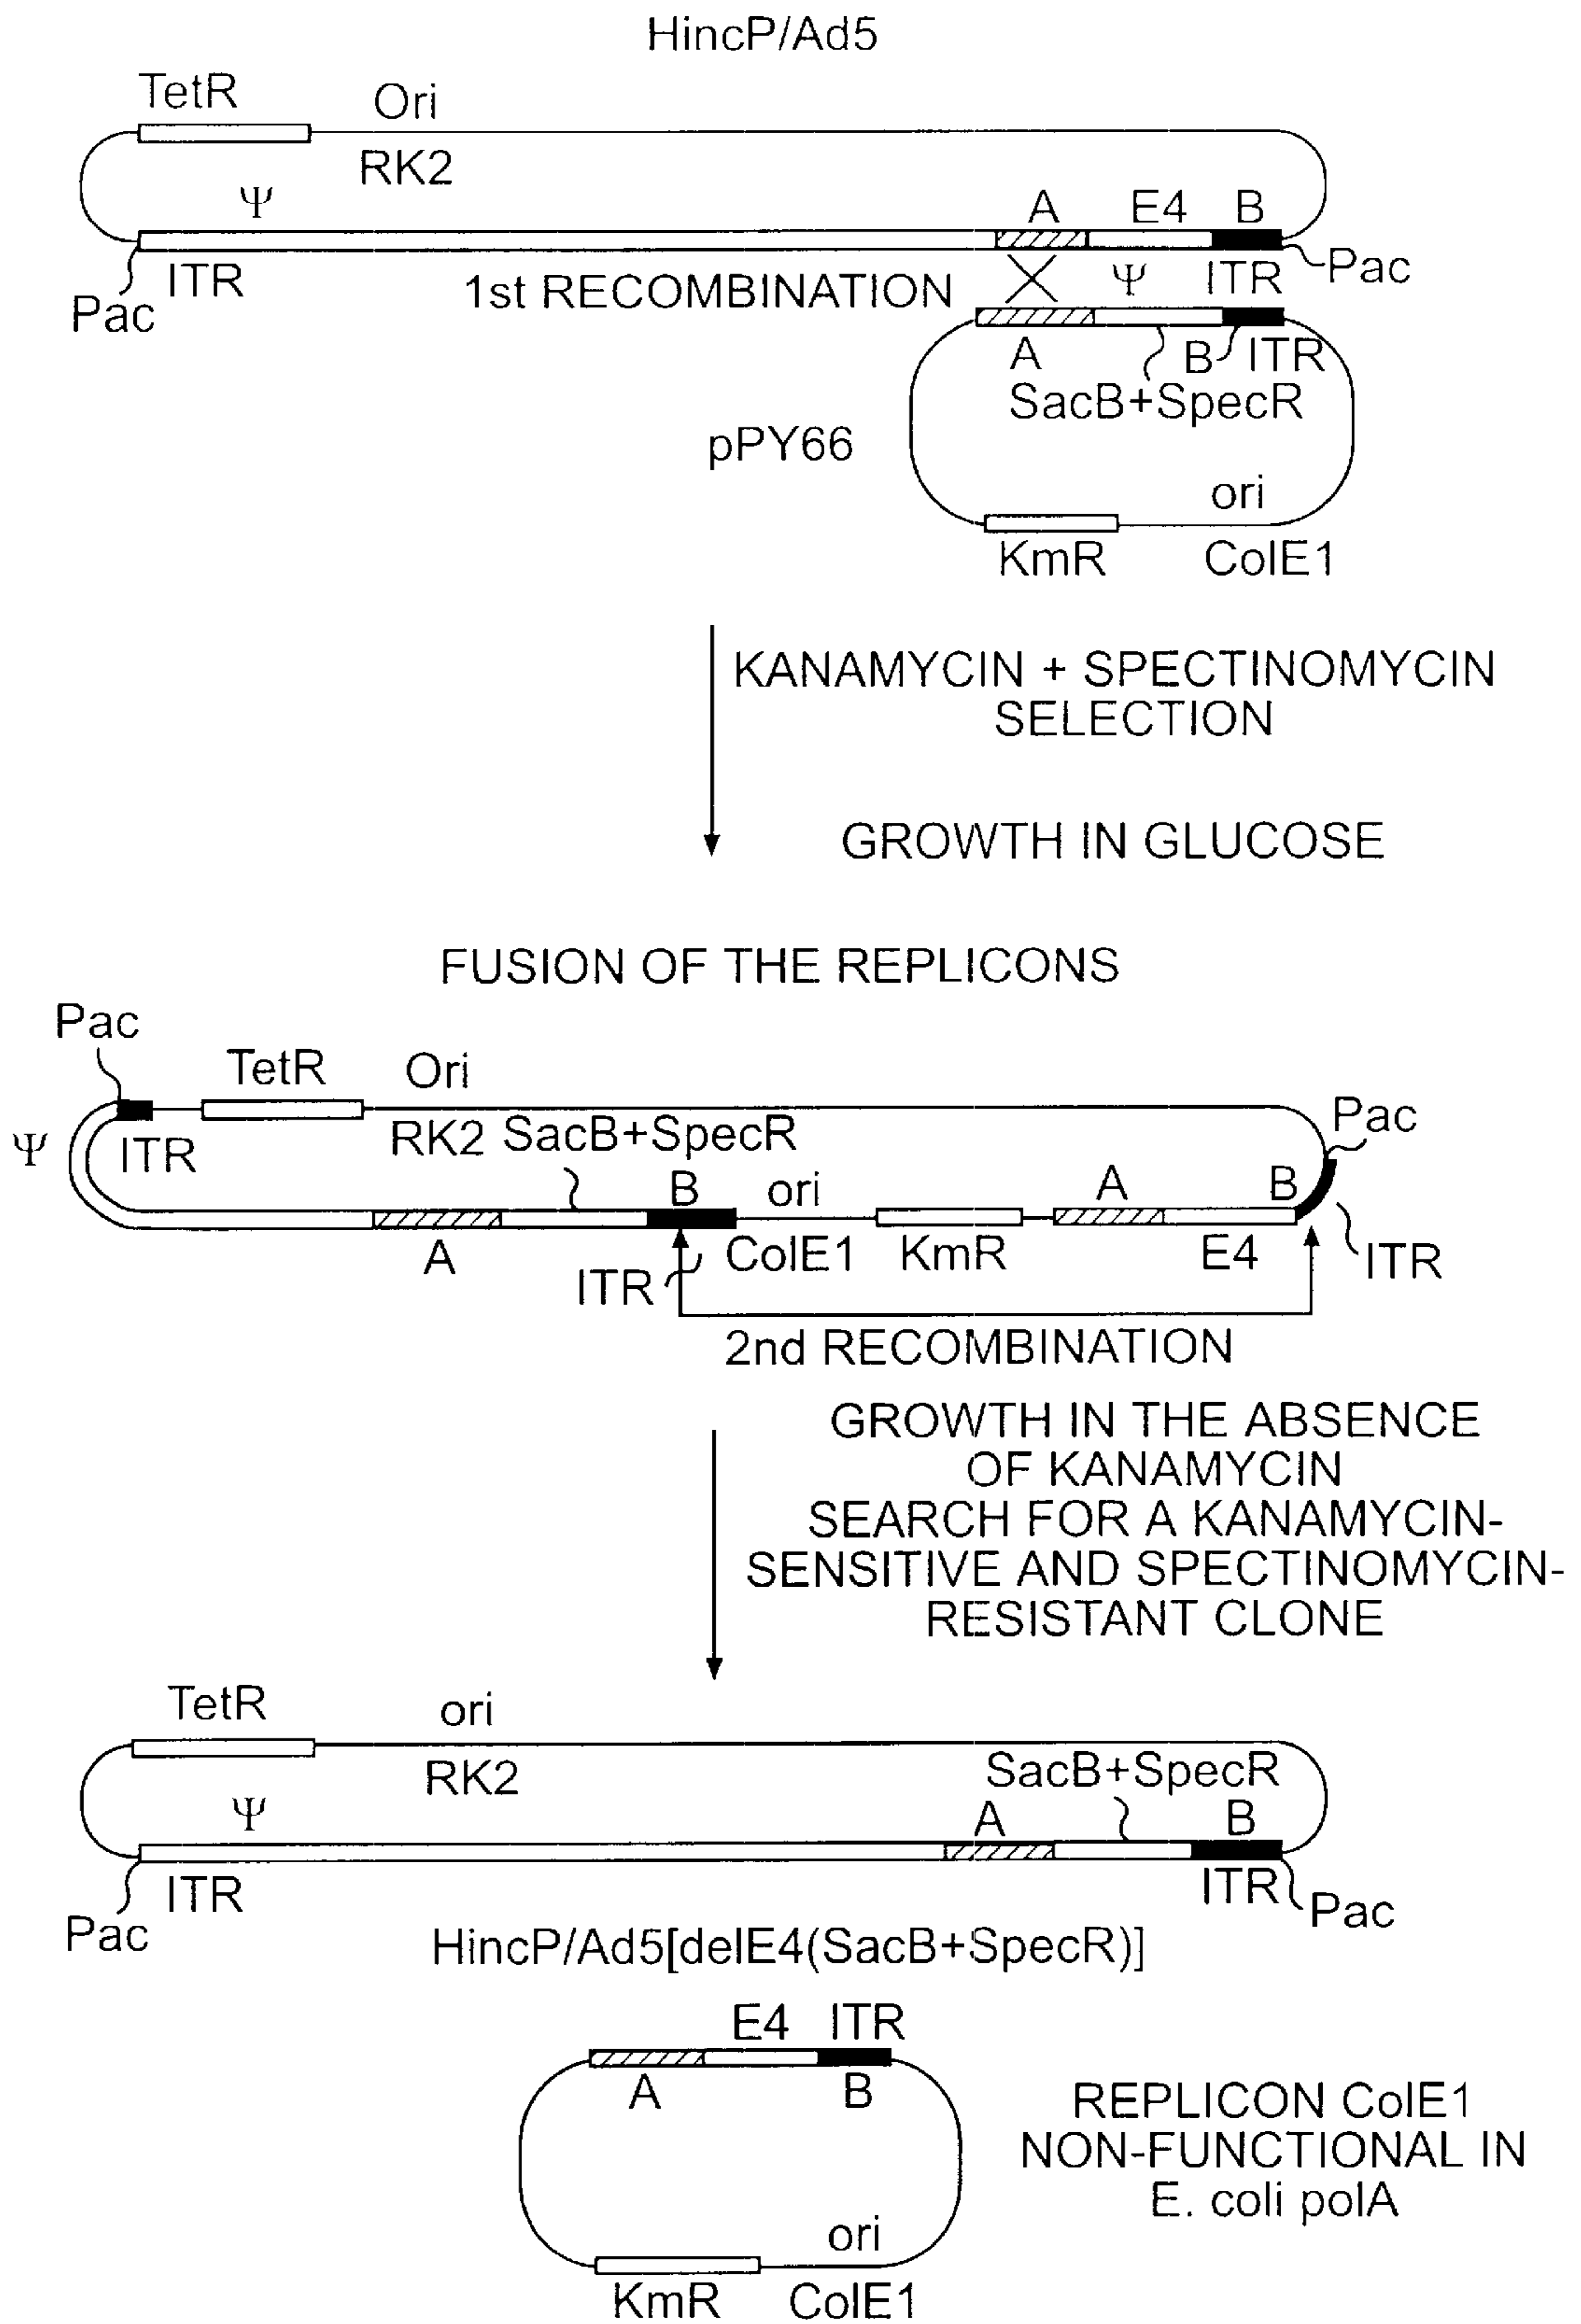 HincP/Ad5
TetR
Ori
RK2
Ψ
A
E4
B
Pac
ITR
1st RECOMBINATION
Ψ
ITR
Pac
A
B
ITR
SacB+SpecR
pPY66
ori
KmR
ColE1
KANAMYCIN + SPECTINOMYCIN
SELECTION
GROWTH IN GLUCOSE
FUSION OF THE REPLICONS
Pac
TetR
Ori
Pac
Ψ
ITR
RK2
SacB+SpecR
B
ori
A
B
A
ITR
ColE1
KmR
E4
ITR
2nd RECOMBINATION
GROWTH IN THE ABSENCE
OF KANAMYCIN
SEARCH FOR A KANAMYCIN-
SENSITIVE AND SPECTINOMYCIN-
RESISTANT CLONE
TetR
ori
RK2
SacB+SpecR
Ψ
A
B
Pac
ITR
ITR
Pac
HincP/Ad5[delE4(SacB+SpecR)]
E4
ITR
A
B
REPLICON ColE1
NON-FUNCTIONAL IN
E. coli polA
ori
KmR
ColE1